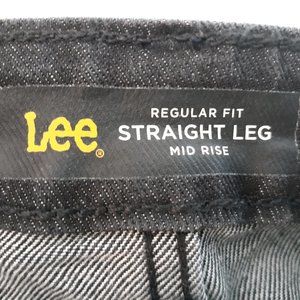 Lee®
REGULAR FIT
STRAIGHT LEG
MID RISE